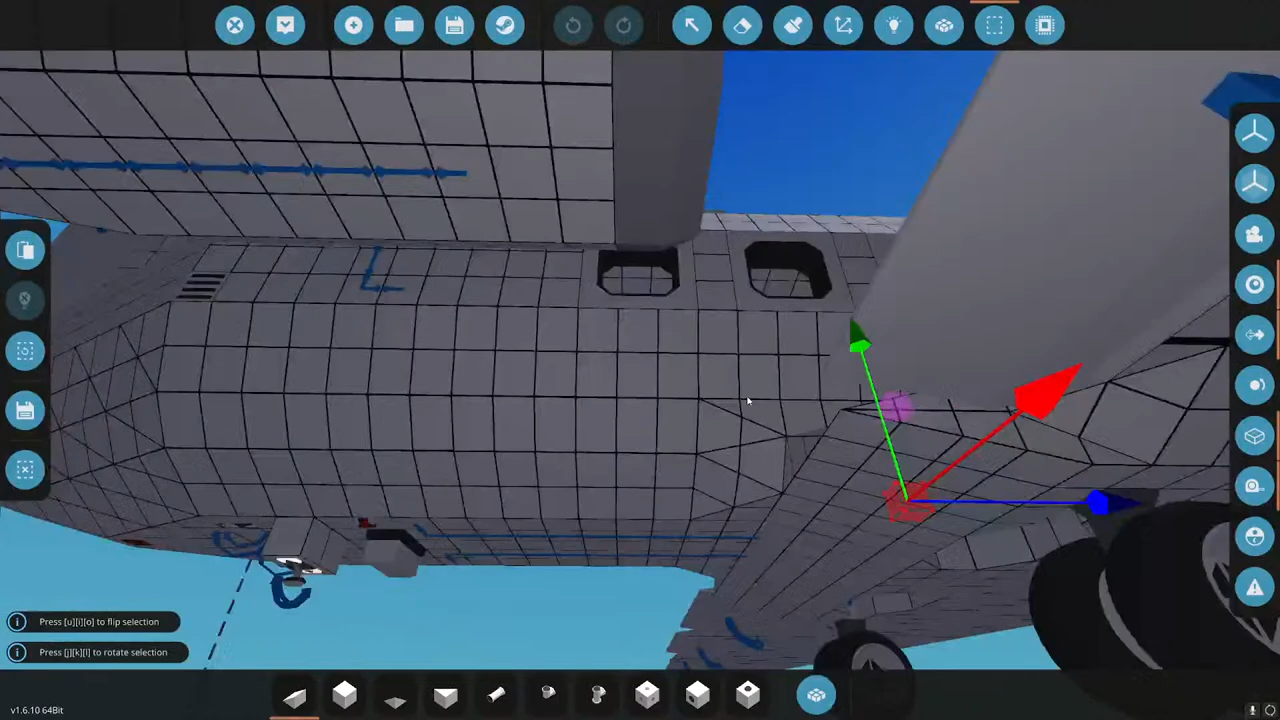 Press [u][i][o] to flip selection
Press [j][k][l] to rotate selection
v1.6.10 64Bit